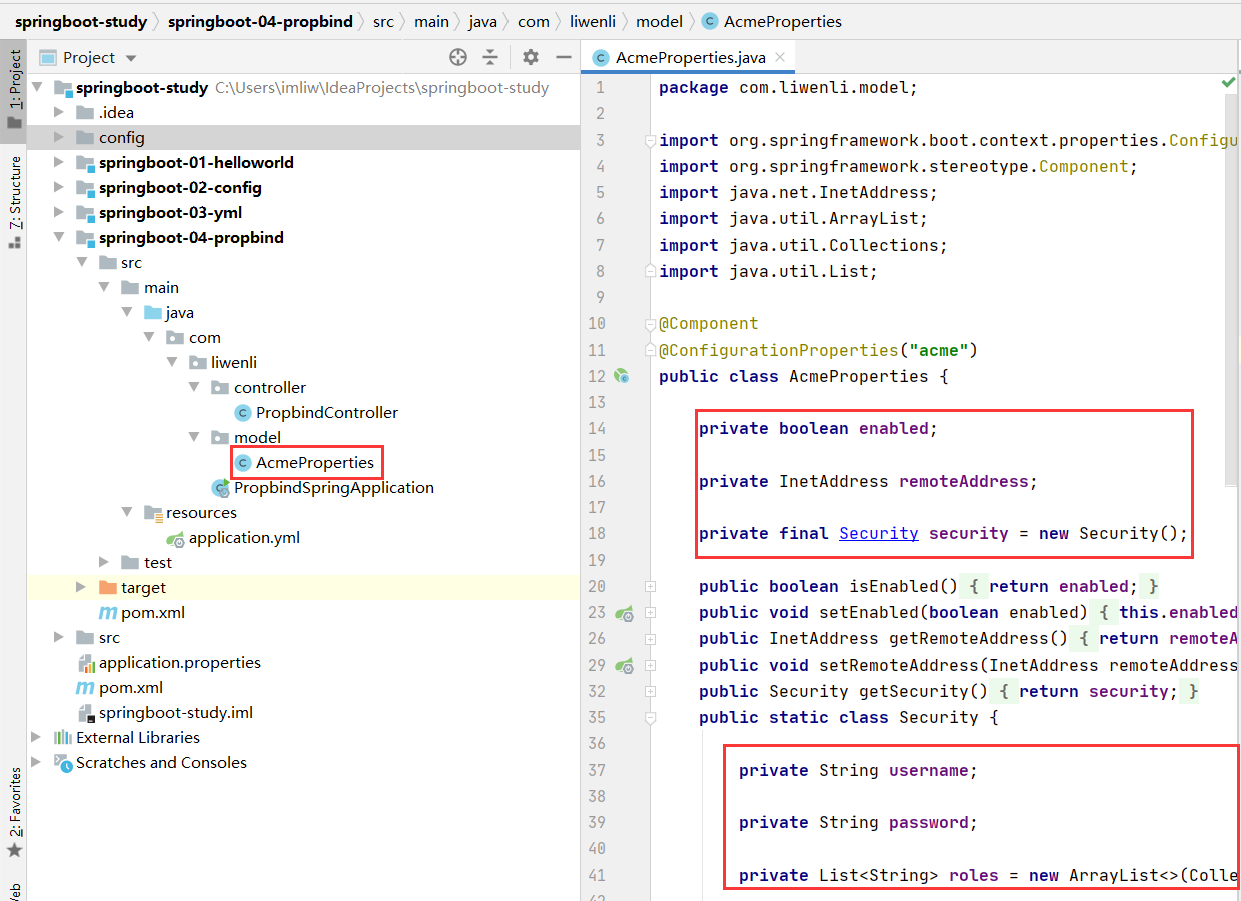 springboot-study springboot-04-propbind src main java com liwenli model AcmeProperties
Project
AcmeProperties.java
1: Project
7: Structure
2: Favorites
springboot-study C:\Users\imliw\IdeaProjects\springboot-study
.idea
config
springboot-01-helloworld
springboot-02-config
springboot-03-yml
springboot-04-propbind
src
main
java
com
liwenli
controller
PropbindController
model
AcmeProperties
PropbindSpringApplication
resources
application.yml
test
target
pom.xml
src
application.properties
pom.xml
springboot-study.iml
External Libraries
Scratches and Consoles
1 package com.liwenli.model;
2
3 import org.springframework.boot.context.properties.Configu
4 import org.springframework.stereotype.Component;
5 import java.net.InetAddress;
6 import java.util.ArrayList;
7 import java.util.Collections;
8 import java.util.List;
9
10 @Component
11 @ConfigurationProperties("acme")
12 public class AcmeProperties {
13
14 private boolean enabled;
15
16 private InetAddress remoteAddress;
17
18 private final Security security = new Security();
19
20 public boolean isEnabled() { return enabled; }
23 public void setEnabled(boolean enabled) { this.enabled
26 public InetAddress getRemoteAddress() { return remoteA
29 public void setRemoteAddress(InetAddress remoteAddress
32 public Security getSecurity() { return security; }
35 public static class Security {
36
37 private String username;
38
39 private String password;
40
41 private List<String> roles = new ArrayList<>(Colle